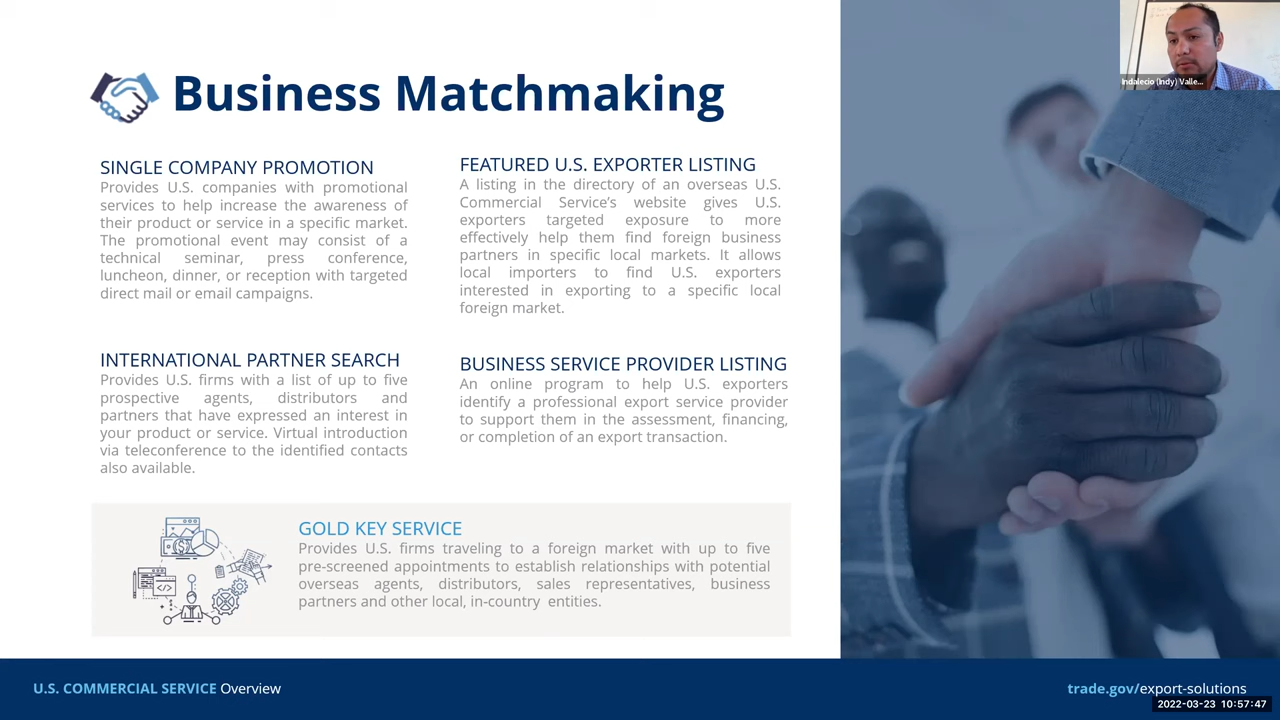 Business Matchmaking
SINGLE COMPANY PROMOTION
Provides U.S. companies with promotional
services to help increase the awareness of
their product or service in a specific market.
The promotional event may consist of a
technical seminar, press conference,
luncheon, dinner, or reception with targeted
direct mail or email campaigns.
FEATURED U.S. EXPORTER LISTING
A listing in the directory of an overseas U.S.
Commercial Service's website gives U.S.
exporters targeted exposure to more
effectively help them find foreign business
partners in specific local markets. It allows
local importers to find U.S. exporters
interested in exporting to a specific local
foreign market.
INTERNATIONAL PARTNER SEARCH
Provides U.S. firms with a list of up to five
prospective agents, distributors and
partners that have expressed an interest in
your product or service. Virtual introduction
via teleconference to the identified contacts
also available.
BUSINESS SERVICE PROVIDER LISTING
An online program to help U.S. exporters
identify a professional export service provider
to support them in the assessment, financing,
or completion of an export transaction.
GOLD KEY SERVICE
Provides U.S. firms traveling to a foreign market with up to five
pre-screened appointments to establish relationships with potential
overseas agents, distributors, sales representatives, business
partners and other local, in-country entities.
U.S. COMMERCIAL SERVICE Overview
trade.gov/export-solutions
Indalecio (Indy) Valle...
2022-03-23 10:57:47